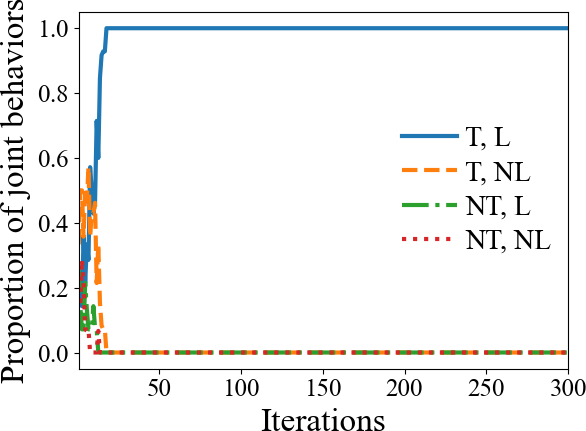 Proportion of joint behaviors
1.0
0.8
0.6
0.4
0.2
0.0
T, L
T, NL
NT, L
NT, NL
50 100 150 200 250 300
Iterations